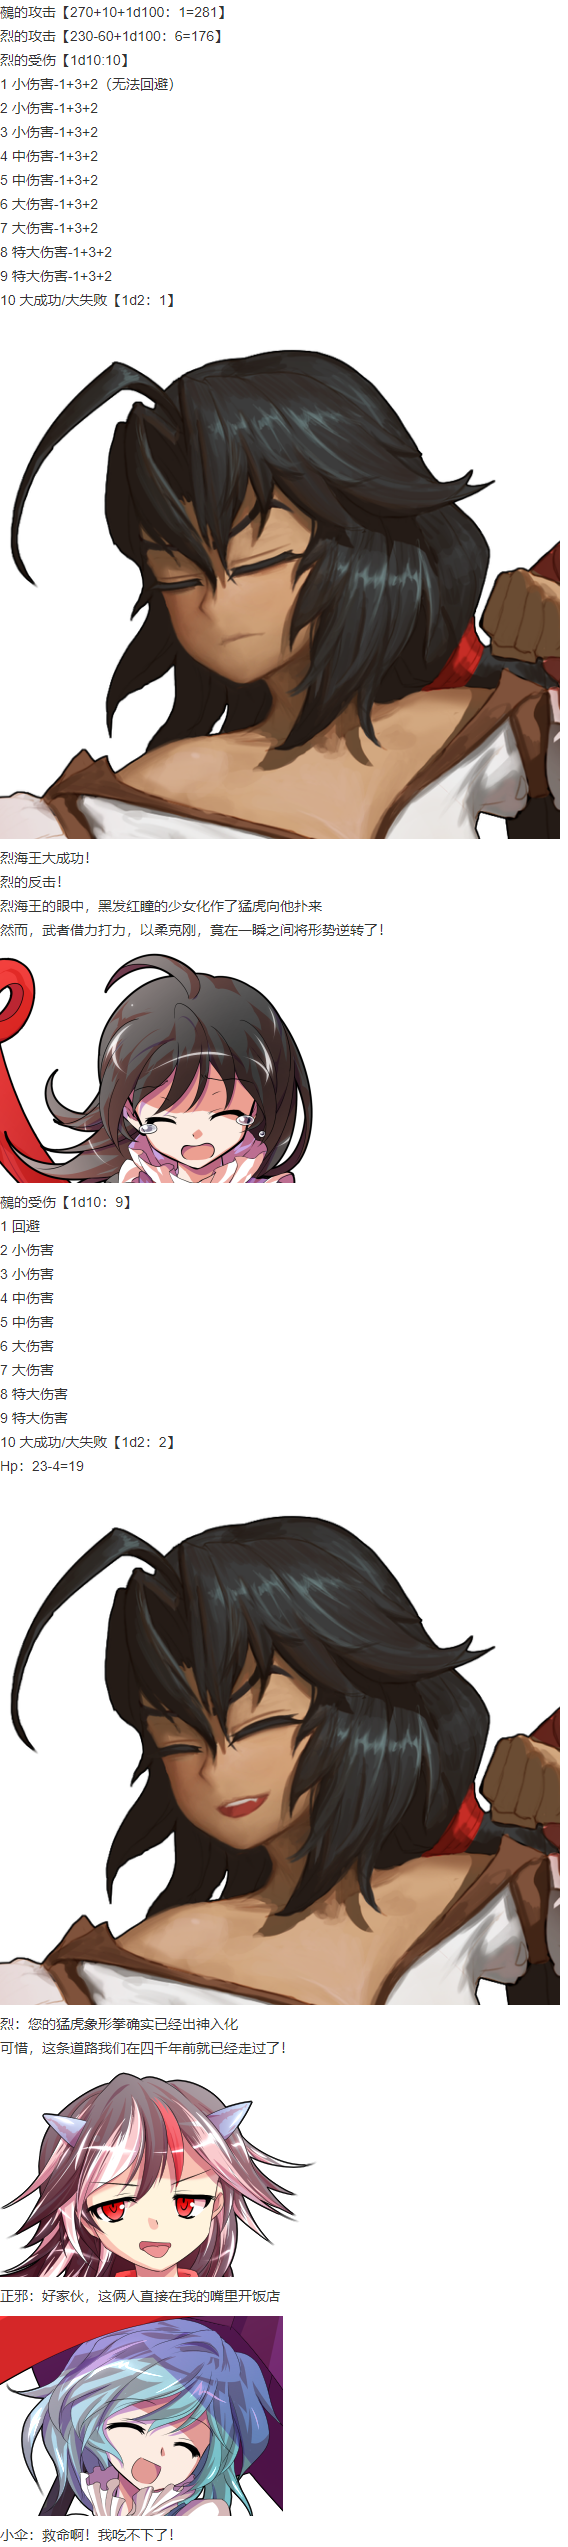 鵺的攻击【270+10+1d100：1=281】
烈的攻击【230-60+1d100：6=176】
烈的受伤【1d10:10】
1 小伤害-1+3+2（无法回避）
2 小伤害-1+3+2
3 小伤害-1+3+2
4 中伤害-1+3+2
5 中伤害-1+3+2
6 大伤害-1+3+2
7 大伤害-1+3+2
8 特大伤害-1+3+2
9 特大伤害-1+3+2
10 大成功/大失败【1d2：1】
烈海王大成功！
烈的反击！
烈海王的眼中，黑发红瞳的少女化作了猛虎向他扑来
然而，武者借力打力，以柔克刚，竟在一瞬之间将形势逆转了！
鵺的受伤【1d10：9】
1 回避
2 小伤害
3 小伤害
4 中伤害
5 中伤害
6 大伤害
7 大伤害
8 特大伤害
9 特大伤害
10 大成功/大失败【1d2：2】
Hp：23-4=19
烈：您的猛虎象形拳确实已经出神入化
可惜，这条道路我们在四千年前就已经走过了！
正邪：好家伙，这俩人直接在我的嘴里开饭店
小伞：救命啊！我吃不下了！